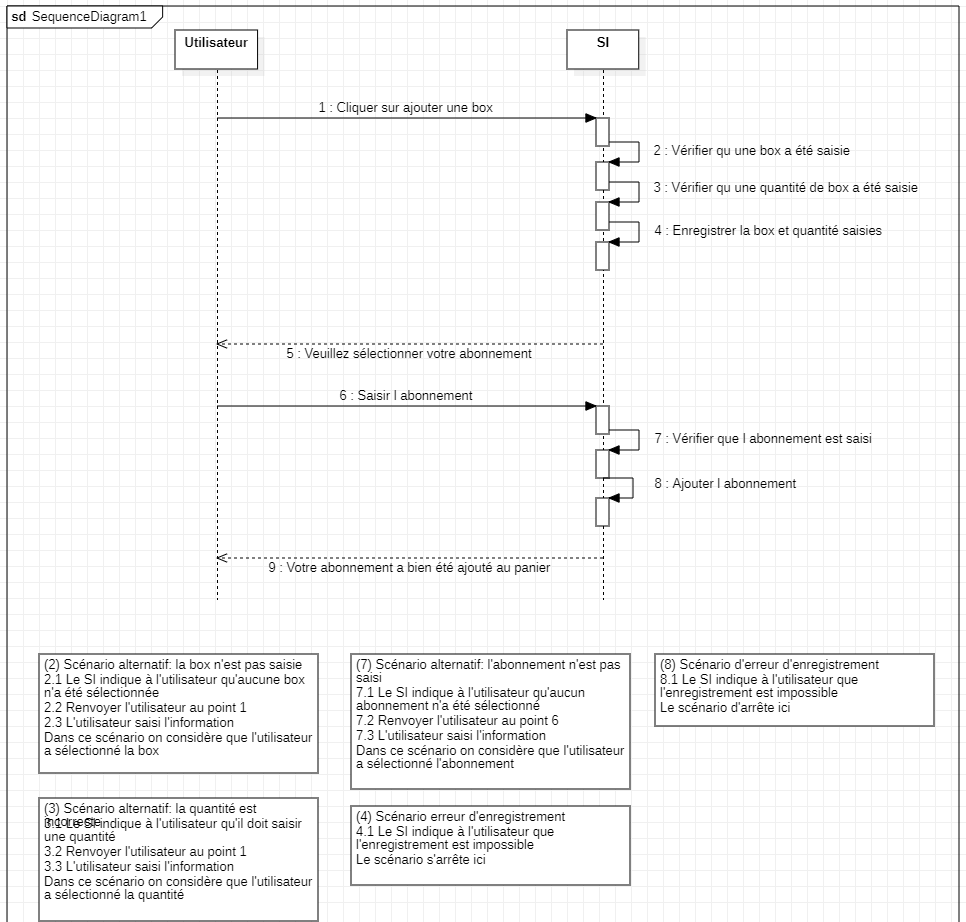 sd SequenceDiagram1
Utilisateur
SI
1 : Cliquer sur ajouter une box
2 : Vérifier qu une box a été saisie
3 : Vérifier qu une quantité de box a été saisie
4 : Enregistrer la box et quantité saisies
5 : Veuillez sélectionner votre abonnement
6 : Saisir l abonnement
7 : Vérifier que l abonnement est saisi
8 : Ajouter l abonnement
9 : Votre abonnement a bien été ajouté au panier
(2) Scénario alternatif: la box n'est pas saisie
2.1 Le SI indique à l'utilisateur qu'aucune box
n'a été sélectionnée
2.2 Renvoyer l'utilisateur au point 1
2.3 L'utilisateur saisi l'information
Dans ce scénario on considère que l'utilisateur
a sélectionné la box
(7) Scénario alternatif: l'abonnement n'est pas
saisi
7.1 Le SI indique à l'utilisateur qu'aucun
abonnement n'a été sélectionné
7.2 Renvoyer l'utilisateur au point 6
7.3 L'utilisateur saisi l'information
Dans ce scénario on considère que l'utilisateur
a sélectionné l'abonnement
(8) Scénario d'erreur d'enregistrement
8.1 Le SI indique à l'utilisateur que
l'enregistrement est impossible
Le scénario d'arrête ici
(3) Scénario alternatif: la quantité est
incorrecte
3.1 Le SI indique à l'utilisateur qu'il doit saisir
une quantité
3.2 Renvoyer l'utilisateur au point 1
3.3 L'utilisateur saisi l'information
Dans ce scénario on considère que l'utilisateur
a sélectionné la quantité
(4) Scénario erreur d'enregistrement
4.1 Le SI indique à l'utilisateur que
l'enregistrement est impossible
Le scénario s'arrête ici